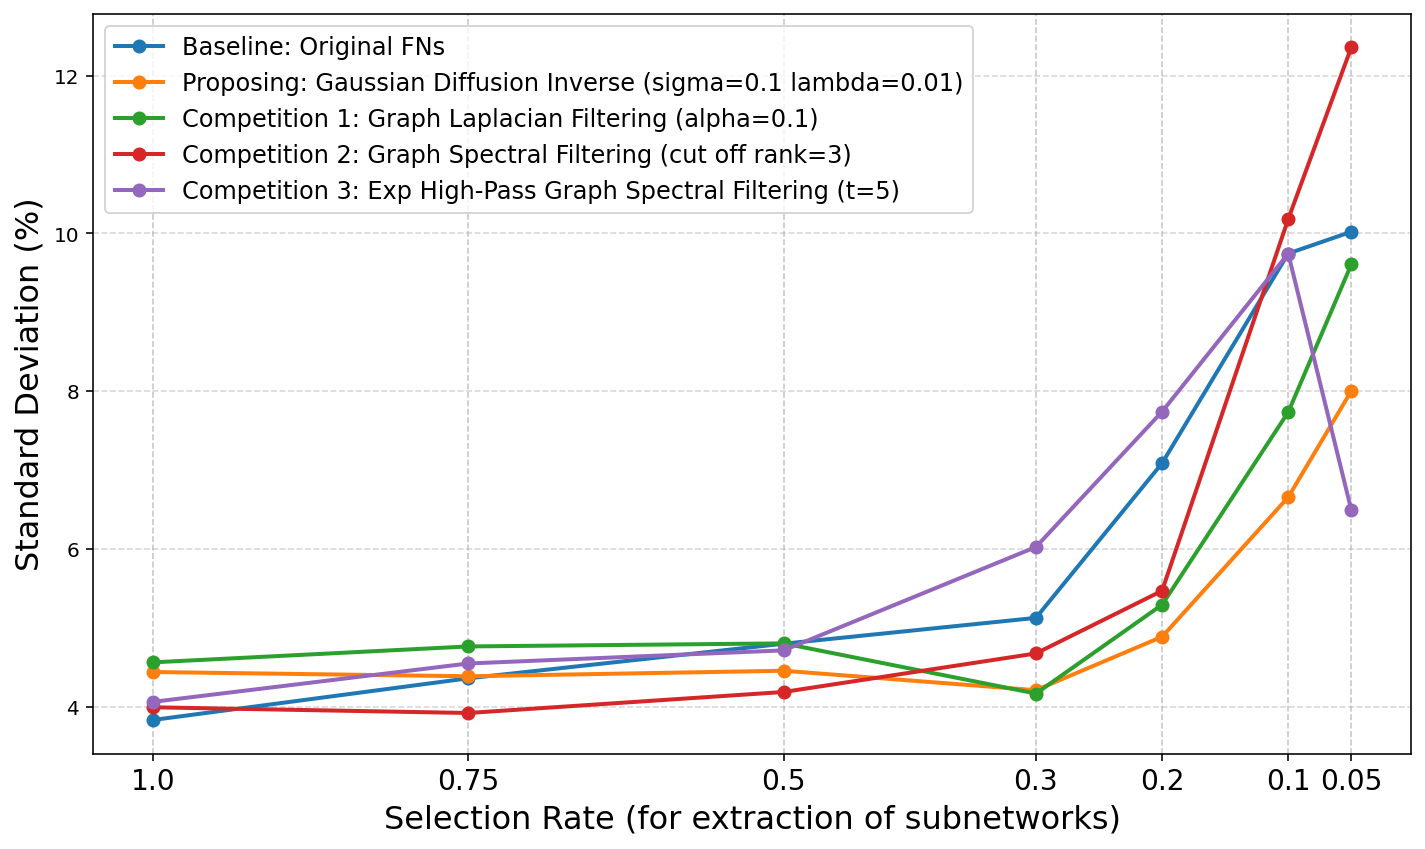 Baseline: Original FNs
Proposing: Gaussian Diffusion Inverse (sigma=0.1 lambda=0.01)
Competition 1: Graph Laplacian Filtering (alpha=0.1)
Competition 2: Graph Spectral Filtering (cut off rank=3)
Competition 3: Exp High-Pass Graph Spectral Filtering (t=5)
Standard Deviation (%)
12
10
8
6
4
1.0 0.75 0.5 0.3 0.2 0.1 0.05
Selection Rate (for extraction of subnetworks)